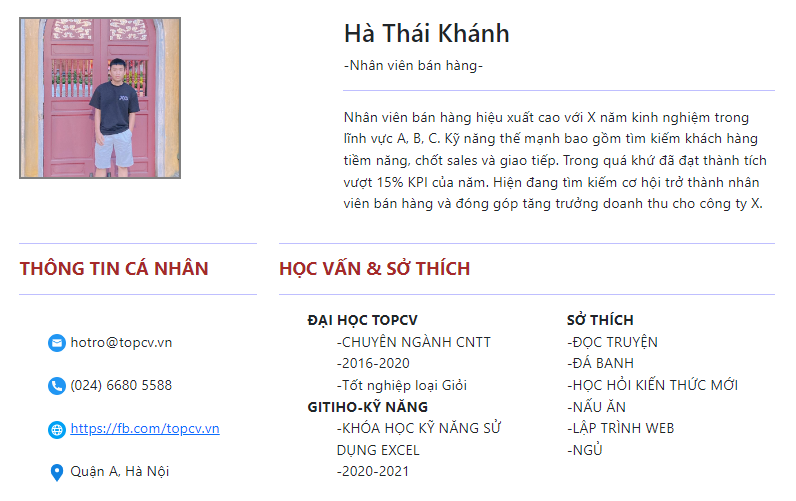 Hà Thái Khánh
-Nhân viên bán hàng-
Nhân viên bán hàng hiệu xuất cao với X năm kinh nghiệm trong
lĩnh vực A, B, C. Kỹ năng thế mạnh bao gồm tìm kiếm khách hàng
tiềm năng, chốt sales và giao tiếp. Trong quá khứ đã đạt thành tích
vượt 15% KPI của năm. Hiện đang tìm kiếm cơ hội trở thành nhân
viên bán hàng và đóng góp tăng trưởng doanh thu cho công ty X.
THÔNG TIN CÁ NHÂN
hotro@topcv.vn
(024) 6680 5588
https://fb.com/topcv.vn
Quận A, Hà Nội
HỌC VẤN & SỞ THÍCH
ĐẠI HỌC TOPCV
-CHUYÊN NGÀNH CNTT
-2016-2020
-Tốt nghiệp loại Giỏi
GITIHO-KỸ NĂNG
-KHÓA HỌC KỸ NĂNG SỬ
DỤNG EXCEL
-2020-2021
SỞ THÍCH
-ĐỌC TRUYỆN
-ĐÁ BANH
-HỌC HỎI KIẾN THỨC MỚI
-NẤU ĂN
-LẬP TRÌNH WEB
-NGỦ